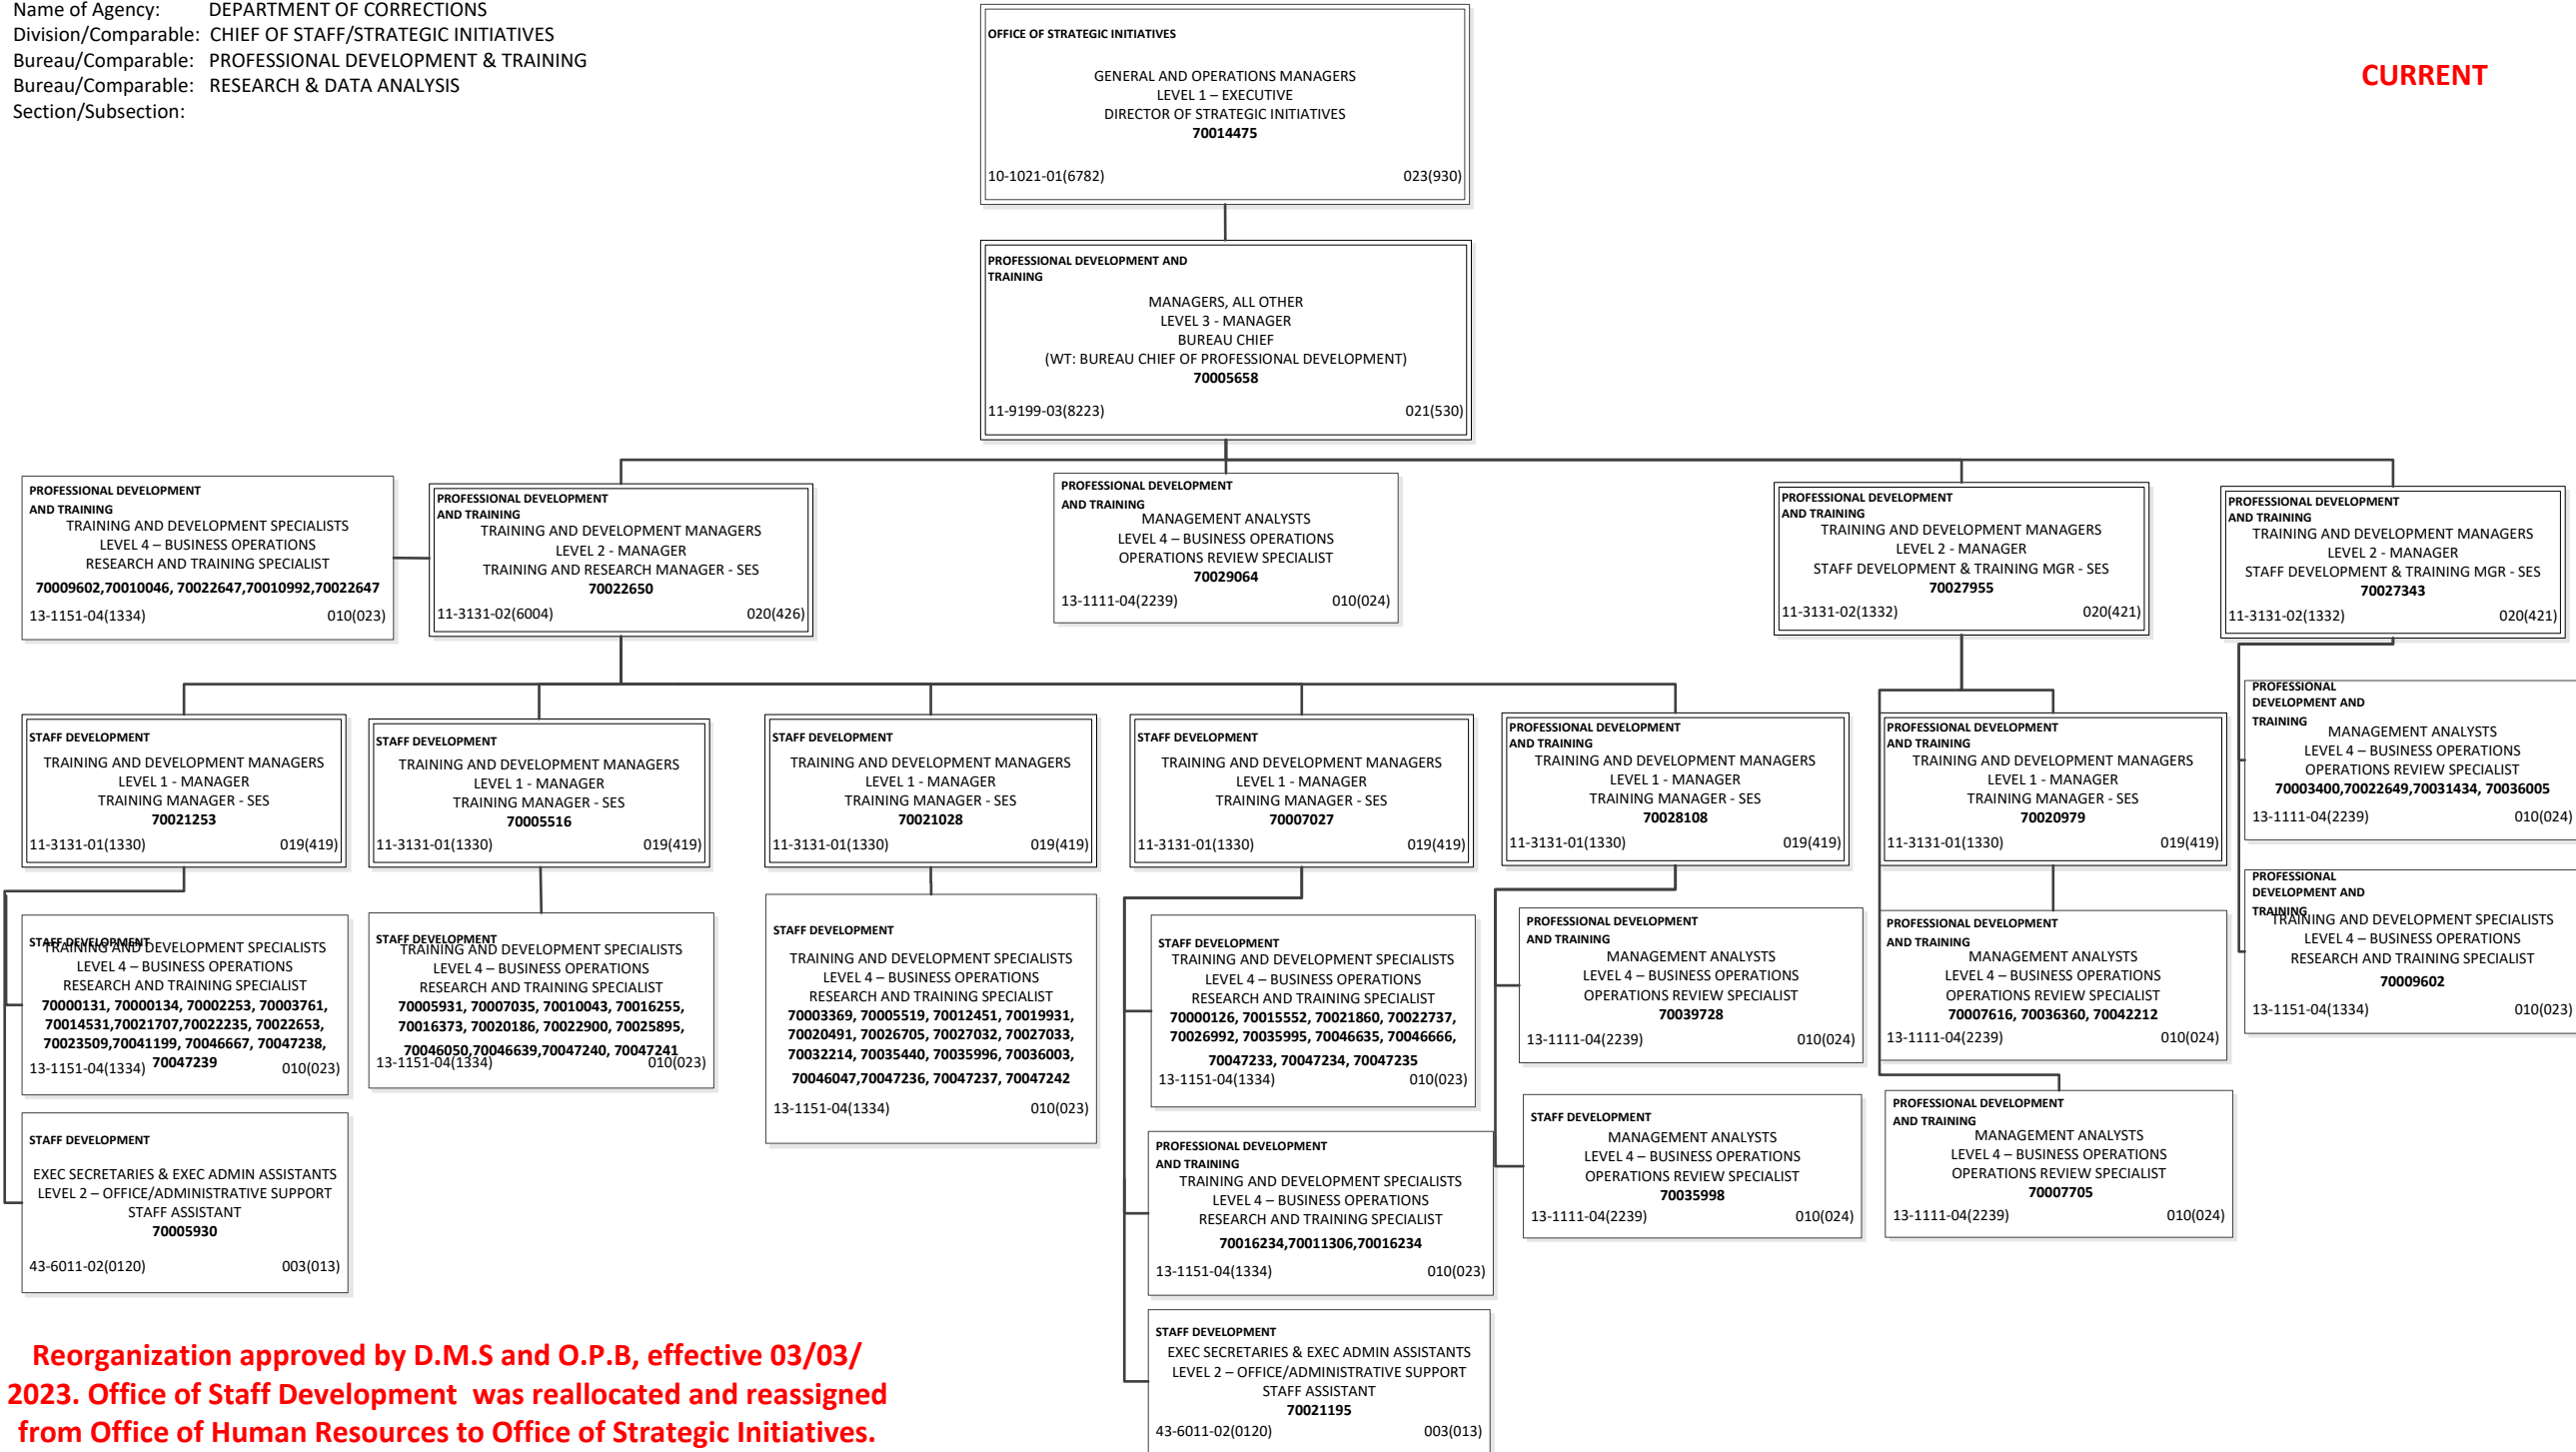 Name of Agency: DEPARTMENT OF CORRECTIONS
Division/Comparable: CHIEF OF STAFF/STRATEGIC INITIATIVES
Bureau/Comparable: PROFESSIONAL DEVELOPMENT & TRAINING
Bureau/Comparable: RESEARCH & DATA ANALYSIS
Section/Subsection:
CURRENT
OFFICE OF STRATEGIC INITIATIVES
GENERAL AND OPERATIONS MANAGERS
LEVEL 1 – EXECUTIVE
DIRECTOR OF STRATEGIC INITIATIVES
70014475
10-1021-01(6782) 023(930)
PROFESSIONAL DEVELOPMENT AND
TRAINING
MANAGERS, ALL OTHER
LEVEL 3 - MANAGER
BUREAU CHIEF
(WT: BUREAU CHIEF OF PROFESSIONAL DEVELOPMENT)
70005658
11-9199-03(8223) 021(530)
PROFESSIONAL DEVELOPMENT
AND TRAINING
TRAINING AND DEVELOPMENT SPECIALISTS
LEVEL 4 – BUSINESS OPERATIONS
RESEARCH AND TRAINING SPECIALIST
70009602,70010046, 70022647,70010992,70022647
13-1151-04(1334) 010(023)
PROFESSIONAL DEVELOPMENT
AND TRAINING
TRAINING AND DEVELOPMENT MANAGERS
LEVEL 2 - MANAGER
TRAINING AND RESEARCH MANAGER - SES
70022650
11-3131-02(6004) 020(426)
PROFESSIONAL DEVELOPMENT
AND TRAINING
MANAGEMENT ANALYSTS
LEVEL 4 – BUSINESS OPERATIONS
OPERATIONS REVIEW SPECIALIST
70029064
13-1111-04(2239) 010(024)
PROFESSIONAL DEVELOPMENT
AND TRAINING
TRAINING AND DEVELOPMENT MANAGERS
LEVEL 2 - MANAGER
STAFF DEVELOPMENT & TRAINING MGR - SES
70027955
11-3131-02(1332) 020(421)
PROFESSIONAL DEVELOPMENT
AND TRAINING
TRAINING AND DEVELOPMENT MANAGERS
LEVEL 2 - MANAGER
STAFF DEVELOPMENT & TRAINING MGR - SES
70027343
11-3131-02(1332) 020(421)
STAFF DEVELOPMENT
TRAINING AND DEVELOPMENT MANAGERS
LEVEL 1 - MANAGER
TRAINING MANAGER - SES
70021253
11-3131-01(1330) 019(419)
STAFF DEVELOPMENT
TRAINING AND DEVELOPMENT MANAGERS
LEVEL 1 - MANAGER
TRAINING MANAGER - SES
70005516
11-3131-01(1330) 019(419)
STAFF DEVELOPMENT
TRAINING AND DEVELOPMENT MANAGERS
LEVEL 1 - MANAGER
TRAINING MANAGER - SES
70021028
11-3131-01(1330) 019(419)
STAFF DEVELOPMENT
TRAINING AND DEVELOPMENT MANAGERS
LEVEL 1 - MANAGER
TRAINING MANAGER - SES
70007027
11-3131-01(1330) 019(419)
PROFESSIONAL DEVELOPMENT
AND TRAINING
TRAINING AND DEVELOPMENT MANAGERS
LEVEL 1 - MANAGER
TRAINING MANAGER - SES
70028108
11-3131-01(1330) 019(419)
PROFESSIONAL DEVELOPMENT
AND TRAINING
TRAINING AND DEVELOPMENT MANAGERS
LEVEL 1 - MANAGER
TRAINING MANAGER - SES
70020979
11-3131-01(1330) 019(419)
PROFESSIONAL
DEVELOPMENT AND
TRAINING
MANAGEMENT ANALYSTS
LEVEL 4 – BUSINESS OPERATIONS
OPERATIONS REVIEW SPECIALIST
70003400,70022649,70031434, 70036005
13-1111-04(2239) 010(024)
STAFF DEVELOPMENT
TRAINING AND DEVELOPMENT SPECIALISTS
LEVEL 4 – BUSINESS OPERATIONS
RESEARCH AND TRAINING SPECIALIST
70000131, 70000134, 70002253, 70003761,
70014531,70021707,70022235, 70022653,
70023509,70041199, 70046667, 70047238,
70047239
13-1151-04(1334) 010(023)
STAFF DEVELOPMENT
TRAINING AND DEVELOPMENT SPECIALISTS
LEVEL 4 – BUSINESS OPERATIONS
RESEARCH AND TRAINING SPECIALIST
70005931, 70007035, 70010043, 70016255,
70016373, 70020186, 70022900, 70025895,
70046050,70046639,70047240, 70047241
13-1151-04(1334) 010(023)
STAFF DEVELOPMENT
TRAINING AND DEVELOPMENT SPECIALISTS
LEVEL 4 – BUSINESS OPERATIONS
RESEARCH AND TRAINING SPECIALIST
70003369, 70005519, 70012451, 70019931,
70020491, 70026705, 70027032, 70027033,
70032214, 70035440, 70035996, 70036003,
70046047,70047236, 70047237, 70047242
13-1151-04(1334) 010(023)
STAFF DEVELOPMENT
TRAINING AND DEVELOPMENT SPECIALISTS
LEVEL 4 – BUSINESS OPERATIONS
RESEARCH AND TRAINING SPECIALIST
70000126, 70015552, 70021860, 70022737,
70026992, 70035995, 70046635, 70046666,
70047233, 70047234, 70047235
13-1151-04(1334) 010(023)
PROFESSIONAL DEVELOPMENT
AND TRAINING
MANAGEMENT ANALYSTS
LEVEL 4 – BUSINESS OPERATIONS
OPERATIONS REVIEW SPECIALIST
70039728
13-1111-04(2239) 010(024)
PROFESSIONAL DEVELOPMENT
AND TRAINING
MANAGEMENT ANALYSTS
LEVEL 4 – BUSINESS OPERATIONS
OPERATIONS REVIEW SPECIALIST
70007616, 70036360, 70042212
13-1111-04(2239) 010(024)
PROFESSIONAL
DEVELOPMENT AND
TRAINING
TRAINING AND DEVELOPMENT SPECIALISTS
LEVEL 4 – BUSINESS OPERATIONS
RESEARCH AND TRAINING SPECIALIST
70009602
13-1151-04(1334) 010(023)
STAFF DEVELOPMENT
EXEC SECRETARIES & EXEC ADMIN ASSISTANTS
LEVEL 2 – OFFICE/ADMINISTRATIVE SUPPORT
STAFF ASSISTANT
70005930
43-6011-02(0120) 003(013)
PROFESSIONAL DEVELOPMENT
AND TRAINING
TRAINING AND DEVELOPMENT SPECIALISTS
LEVEL 4 – BUSINESS OPERATIONS
RESEARCH AND TRAINING SPECIALIST
70016234,70011306,70016234
13-1151-04(1334) 010(023)
STAFF DEVELOPMENT
MANAGEMENT ANALYSTS
LEVEL 4 – BUSINESS OPERATIONS
OPERATIONS REVIEW SPECIALIST
70035998
13-1111-04(2239) 010(024)
PROFESSIONAL DEVELOPMENT
AND TRAINING
MANAGEMENT ANALYSTS
LEVEL 4 – BUSINESS OPERATIONS
OPERATIONS REVIEW SPECIALIST
70007705
13-1111-04(2239) 010(024)
STAFF DEVELOPMENT
EXEC SECRETARIES & EXEC ADMIN ASSISTANTS
LEVEL 2 – OFFICE/ADMINISTRATIVE SUPPORT
STAFF ASSISTANT
70021195
43-6011-02(0120) 003(013)
Reorganization approved by D.M.S and O.P.B, effective 03/03/
2023. Office of Staff Development was reallocated and reassigned
from Office of Human Resources to Office of Strategic Initiatives.